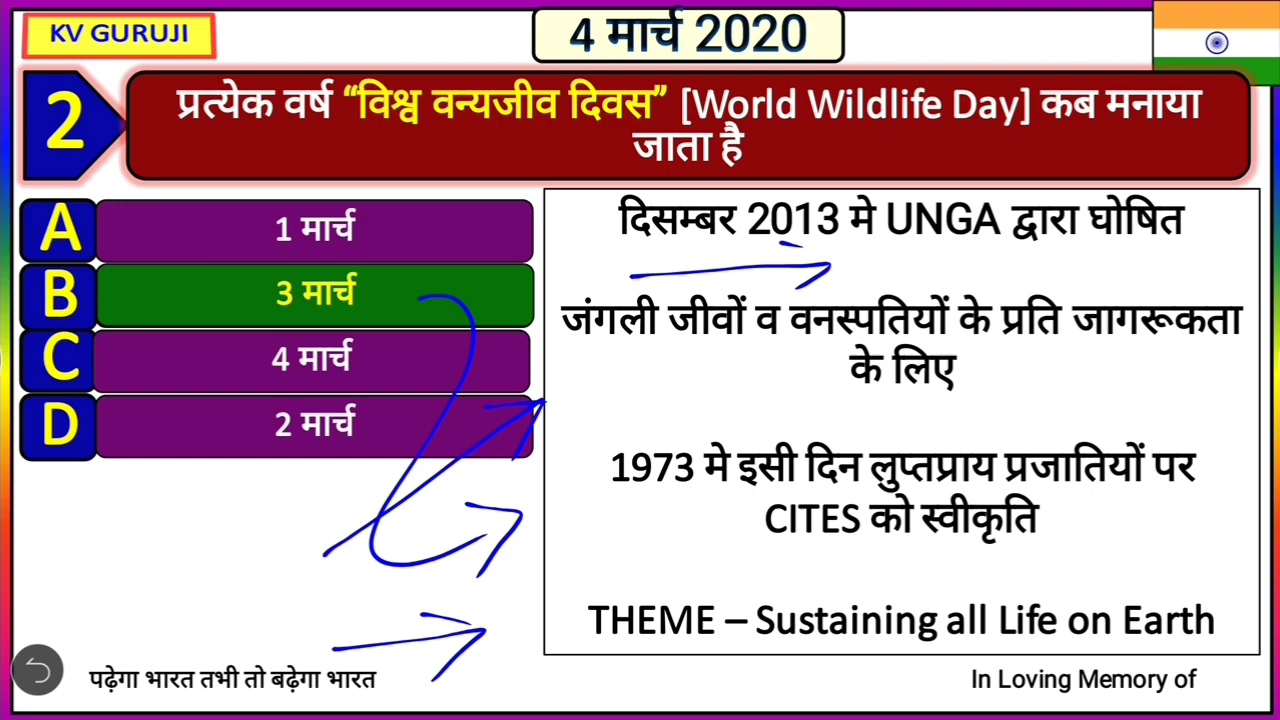 KV GURUJI
4 मार्च 2020
2
प्रत्येक वर्ष “विश्व वन्यजीव दिवस” [World Wildlife Day] कब मनाया
जाता है
A
1 मार्च
B
3 मार्च
C
4 मार्च
D
2 मार्च
दिसम्बर 2013 मे UNGA द्वारा घोषित
जंगली जीवों व वनस्पतियों के प्रति जागरूकता
के लिए
1973 मे इसी दिन लुप्तप्राय प्रजातियों पर
CITES को स्वीकृति
THEME – Sustaining all Life on Earth
पढ़ेगा भारत तभी तो बढ़ेगा भारत
In Loving Memory of